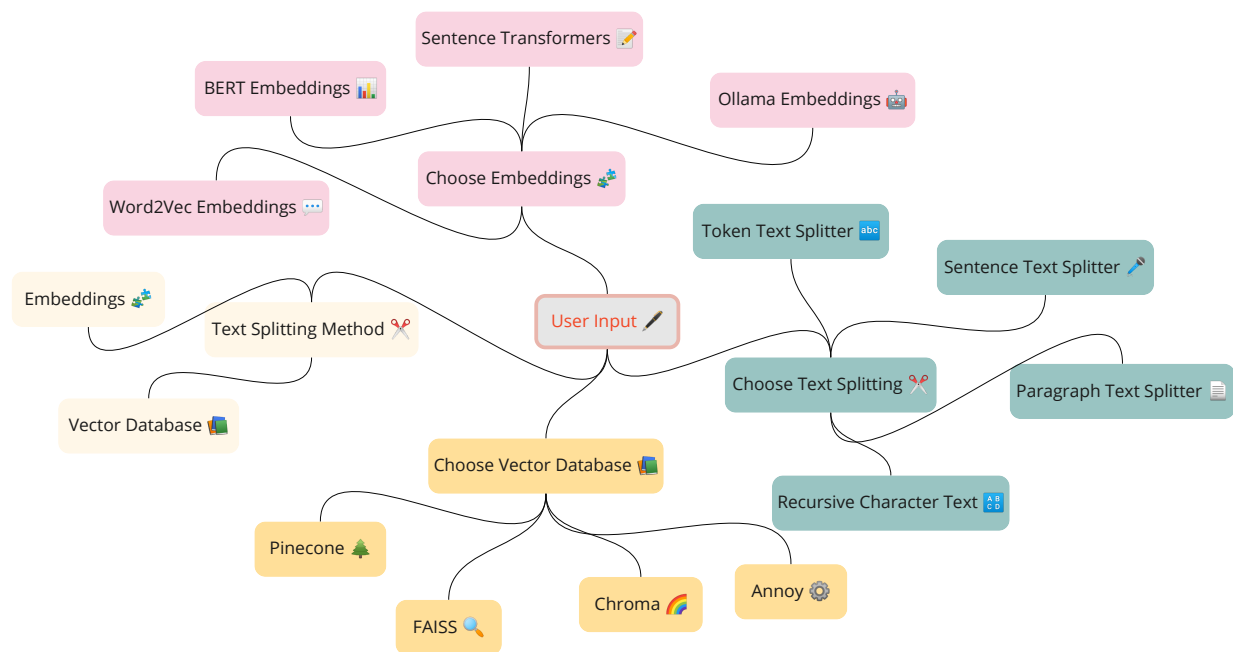 Sentence Transformers 📝
BERT Embeddings 📊
Ollama Embeddings 🤖
Choose Embeddings 🧩
Word2Vec Embeddings 💬
Token Text Splitter 🔤
Sentence Text Splitter 🎤
Embeddings 🧩
Text Splitting Method ✂️
User Input 🖋️
Choose Text Splitting ✂️
Paragraph Text Splitter 📄
Vector Database 📚
Choose Vector Database 📚
Recursive Character Text 🔠
Pinecone 🌲
Annoy ⚙️
Chroma 🌈
FAISS 🔍